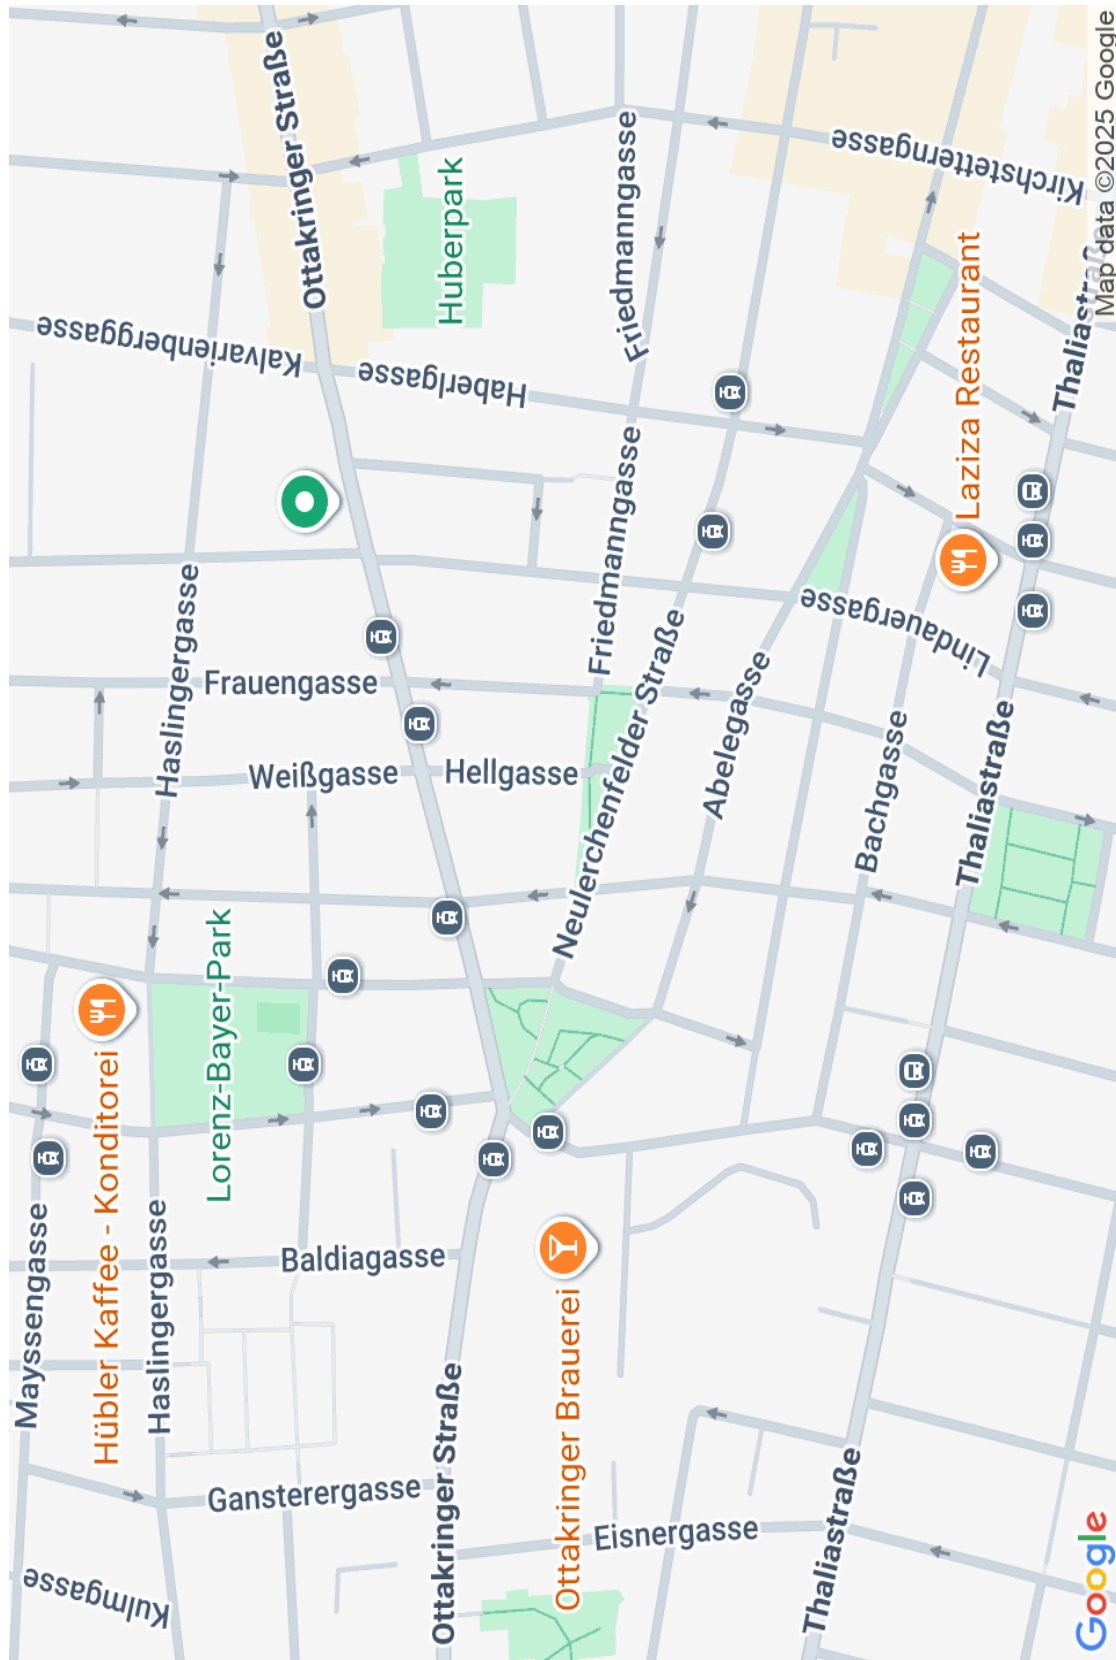 Mayssengasse
Kulmgasse
Kalvarienberggasse
Hübler Kaffee - Konditorei
Haslingergasse
Haslingergasse
Lorenz-Bayer-Park
Gansterergasse
Baldiagasse
Weißgasse
Frauengasse
Ottakringer Straße
Ottakringer Straße
Haberlgasse
Huberpark
Hellgasse
Ottakringer Brauerei
Neulerchenfelder Straße
Friedmanngasse
Friedmanngasse
Eisnergasse
Abelegasse
Thaliastraße
Bachgasse
Lindauergasse
Kirchstetterngasse
Laziza Restaurant
Thaliastraße
Thaliastraße
Google
Map data ©2025 Google